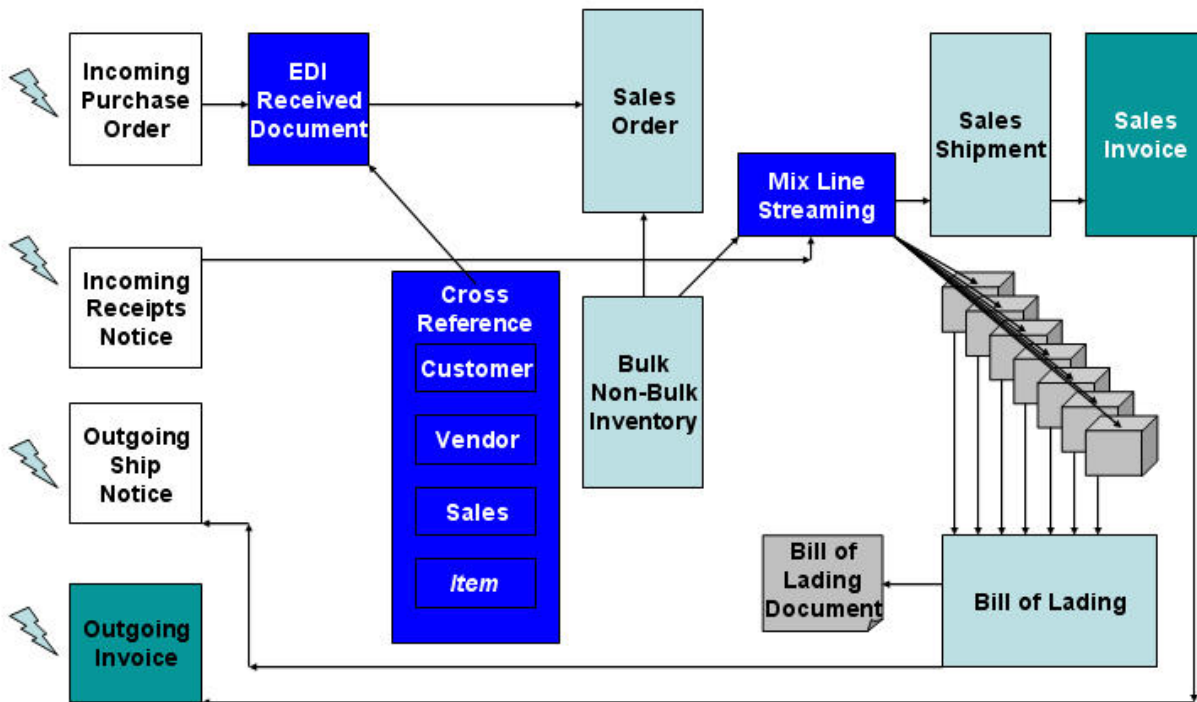 Incoming
Purchase
Order
EDI
Received
Document
Sales
Order
Sales
Shipment
Sales
Invoice
Mix Line
Streaming
Incoming
Receipts
Notice
Cross
Reference
Customer
Vendor
Sales
Item
Bulk
Non-Bulk
Inventory
Outgoing
Ship
Notice
Bill of
Lading
Document
Bill of Lading
Outgoing
Invoice